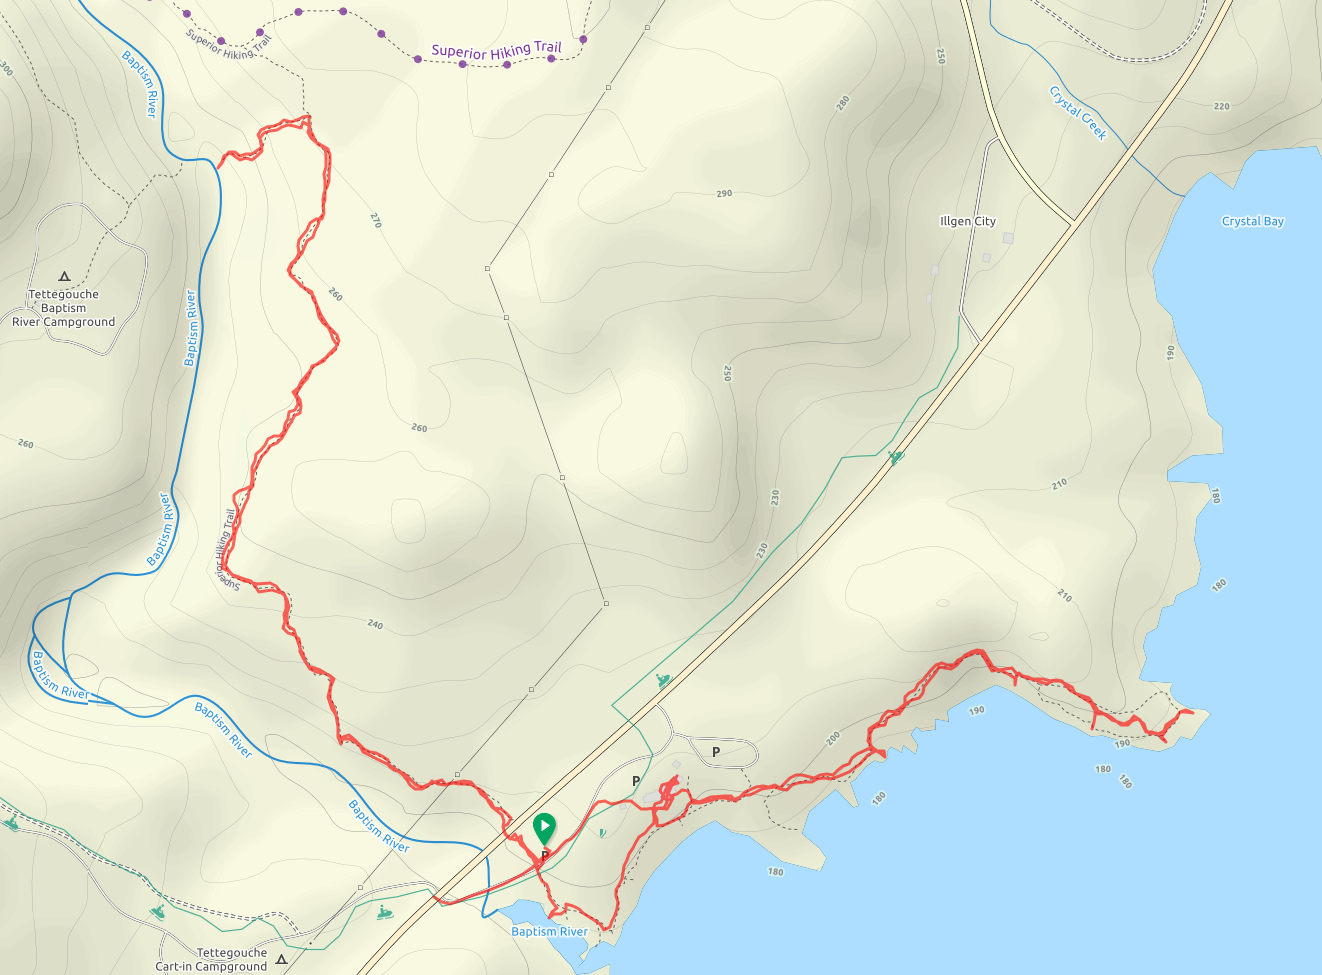 Superior Hiking Trail
Superior Hiking Trail
Baptism River
250
280
220
Crystal Creek
300
290
Illgen City
Crystal Bay
270
Tettegouche
Baptism
River Campground
260
Baptism River
190
250
260
260
210
180
230
Baptism River
Superior Hiking Trail
230
180
210
240
Baptism River
190
Baptism River
200
190
P
P
180
180
180
Baptism River
P
180
Baptism River
Tettegouche
Cart-in Campground